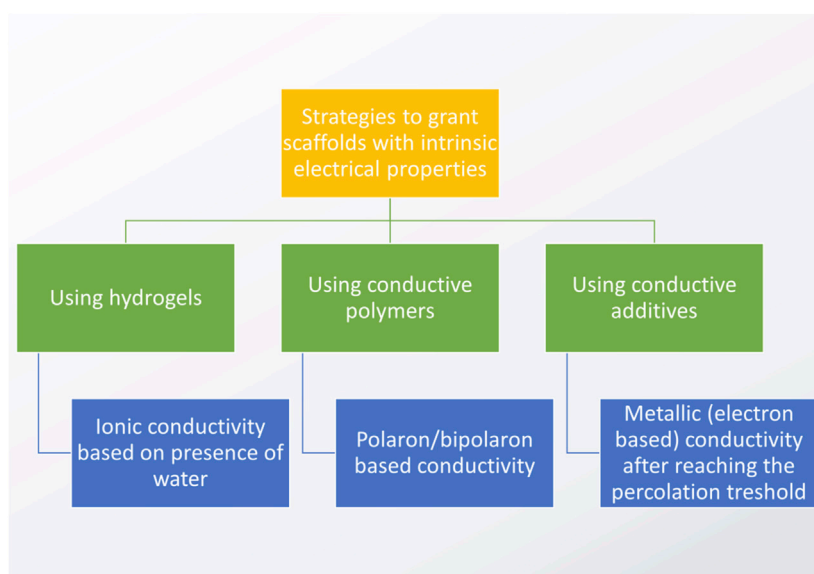 Strategies to grant
scaffolds with intrinsic
electrical properties
Using hydrogels
Using conductive
polymers
Using conductive
additives
Ionic conductivity
based on presence of
water
Polaron/bipolaron
based conductivity
Metallic (electron
based) conductivity
after reaching the
percolation treshold